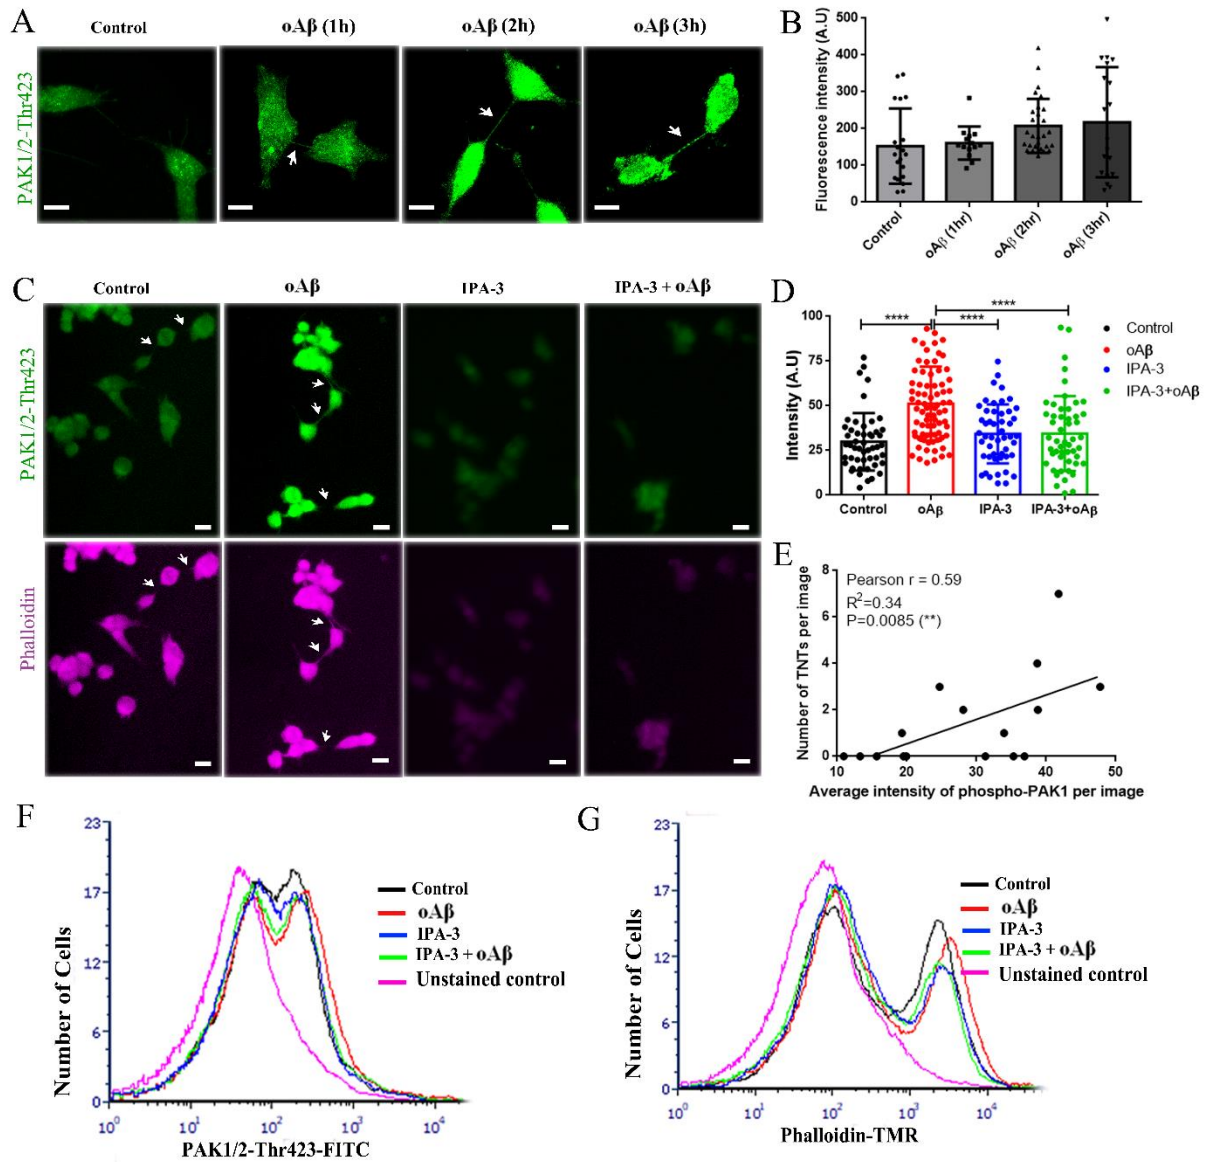 A
Control
oAβ (1h)
oAβ (2h)
oAβ (3h)
PAK1/2-Thr423
B
Fluorescence intensity (A.U)
500
400
300
200
100
0
Control
oAβ (1hr)
oAβ (2hr)
oAβ (3hr)
C
Control
oAβ
IPA-3
IPA-3 + oAβ
PAK1/2-Thr423
Phalloidin
D
Intensity (A.U)
100
75
50
25
0
****
****
****
Control
oAβ
IPA-3
IPA-3+oAβ
Control
oAβ
IPA-3
IPA-3+oAβ
E
Number of TNTs per image
8
6
4
2
0
Pearson r = 0.59
R²=0.34
P=0.0085 (**)
10 20 30 40 50
Average intensity of phospho-PAK1 per image
F
Number of Cells
23
17
12
6
0
Control
oAβ
IPA-3
IPA-3 + oAβ
Unstained control
10⁰ 10¹ 10² 10³ 10⁴
PAK1/2-Thr423-FITC
G
Number of Cells
23
17
12
6
0
Control
oAβ
IPA-3
IPA-3 + oAβ
Unstained control
10⁰ 10¹ 10² 10³ 10⁴
Phalloidin-TMR